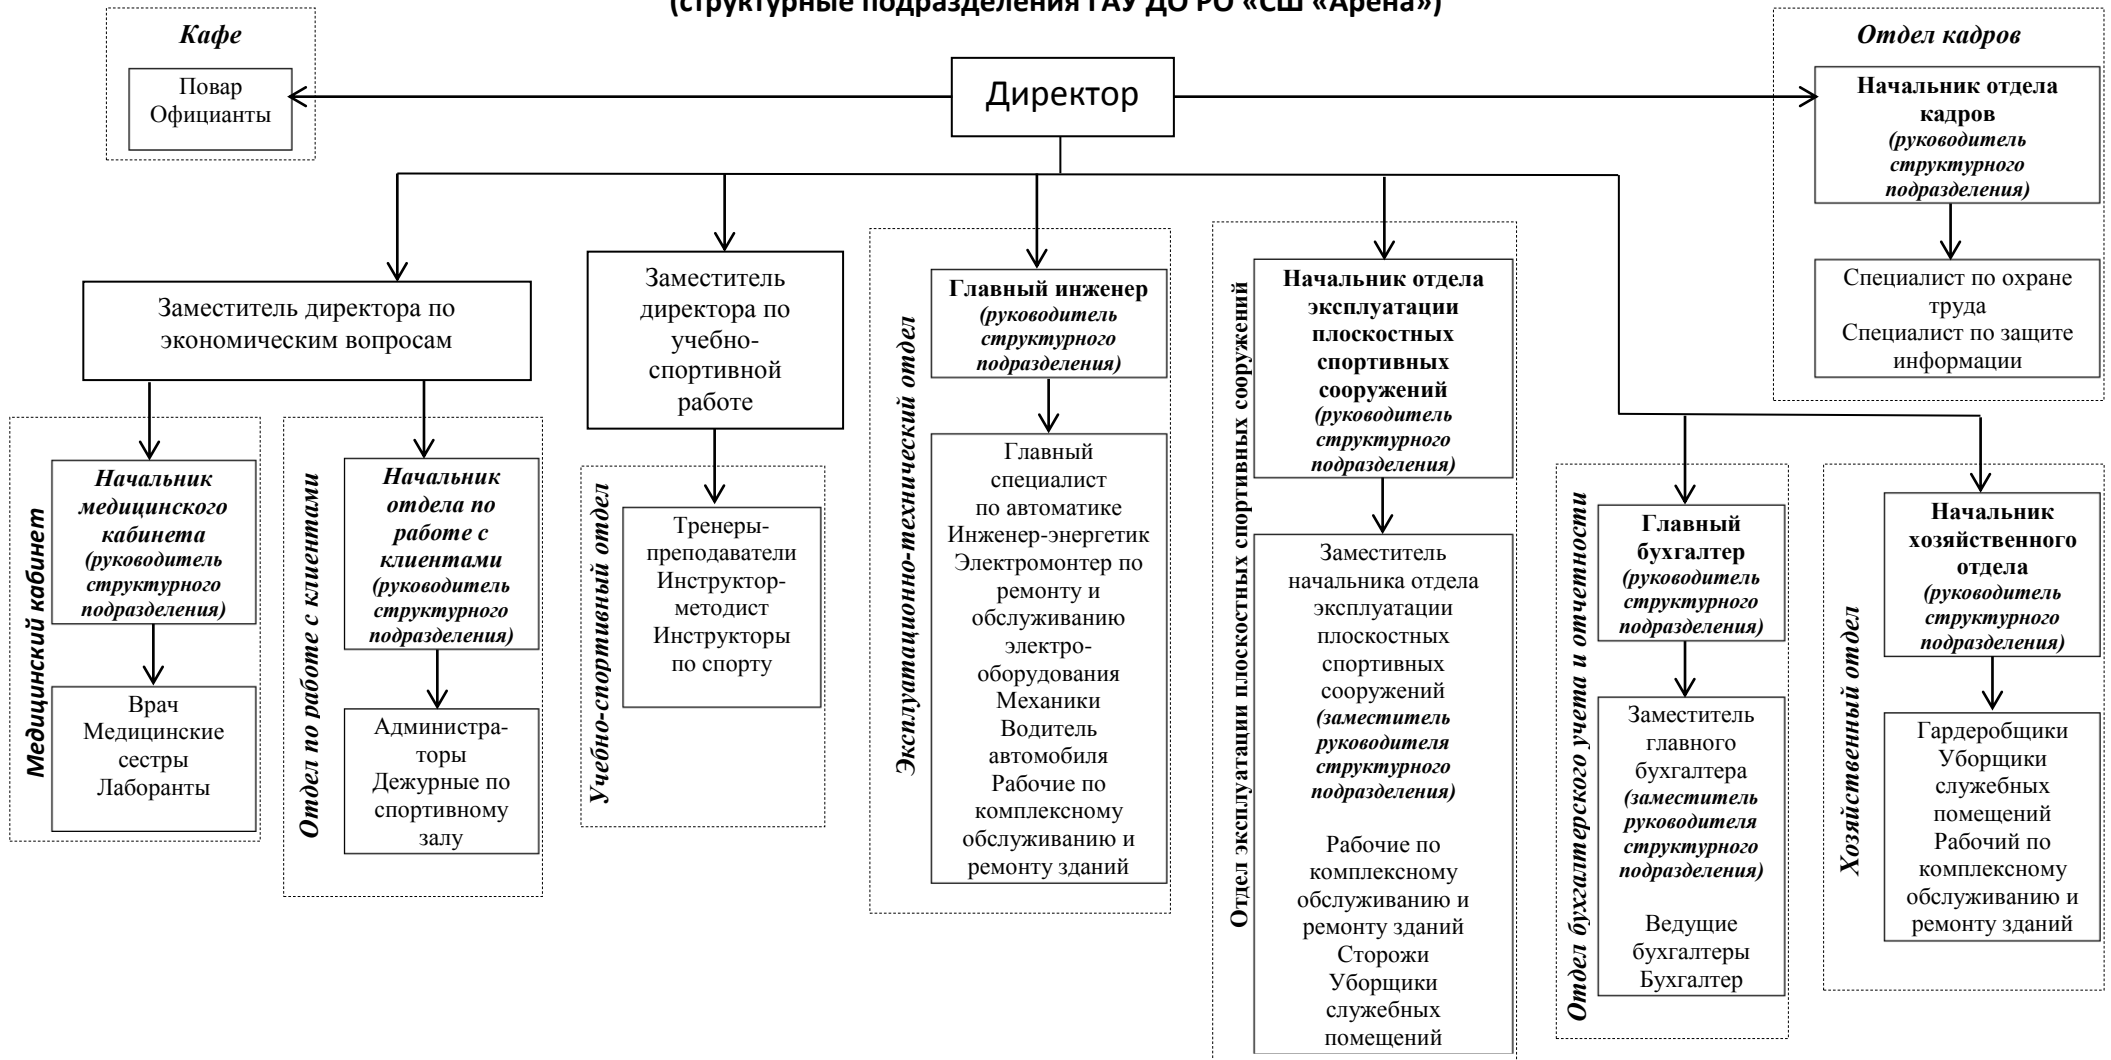 (структурные подразделения ГАУ ДО РО «СШ «Арена»)
Кафе
Повар
Официанты
Директор
Отдел кадров
Начальник отдела
кадров
(руководитель
структурного
подразделения)
Специалист по охране
труда
Специалист по защите
информации
Заместитель директора по
экономическим вопросам
Заместитель
директора по
учебно-
спортивной
работе
Эксплуатационно-технический отдел
Главный инженер
(руководитель
структурного
подразделения)
Главный
специалист
по автоматике
Инженер-энергетик
Электромонтер по
ремонту и
обслуживанию
электро-
оборудования
Механики
Водитель
автомобиля
Рабочие по
комплексному
обслуживанию и
ремонту зданий
Отдел эксплуатации плоскостных спортивных сооружений
Начальник отдела
эксплуатации
плоскостных
спортивных
сооружений
(руководитель
структурного
подразделения)
Заместитель
начальника отдела
эксплуатации
плоскостных
спортивных
сооружений
(заместитель
руководителя
структурного
подразделения)
Рабочие по
комплексному
обслуживанию и
ремонту зданий
Сторожи
Уборщики
служебных
помещений
Медицинский кабинет
Начальник
медицинского
кабинета
(руководитель
структурного
подразделения)
Врач
Медицинские
сестры
Лаборанты
Отдел по работе с клиентами
Начальник
отдела по
работе с
клиентами
(руководитель
структурного
подразделения)
Администра-
торы
Дежурные по
спортивному
залу
Учебно-спортивный отдел
Тренеры-
преподаватели
Инструктор-
методист
Инструкторы
по спорту
Отдел бухгалтерского учета и отчетности
Главный
бухгалтер
(руководитель
структурного
подразделения)
Заместитель
главного
бухгалтера
(заместитель
руководителя
структурного
подразделения)
Ведущие
бухгалтеры
Бухгалтер
Хозяйственный отдел
Начальник
хозяйственного
отдела
(руководитель
структурного
подразделения)
Гардеробщики
Уборщики
служебных
помещений
Рабочий по
комплексному
обслуживанию и
ремонту зданий